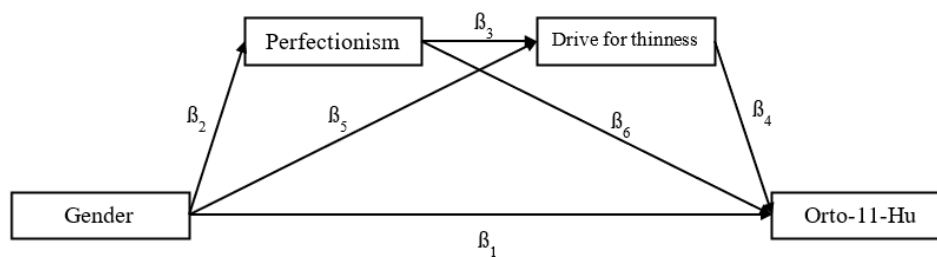 Perfectionism
ß3
Drive for thinness
ß2
ß5
ß6
ß4
Gender
Orto-11-Hu
ß1